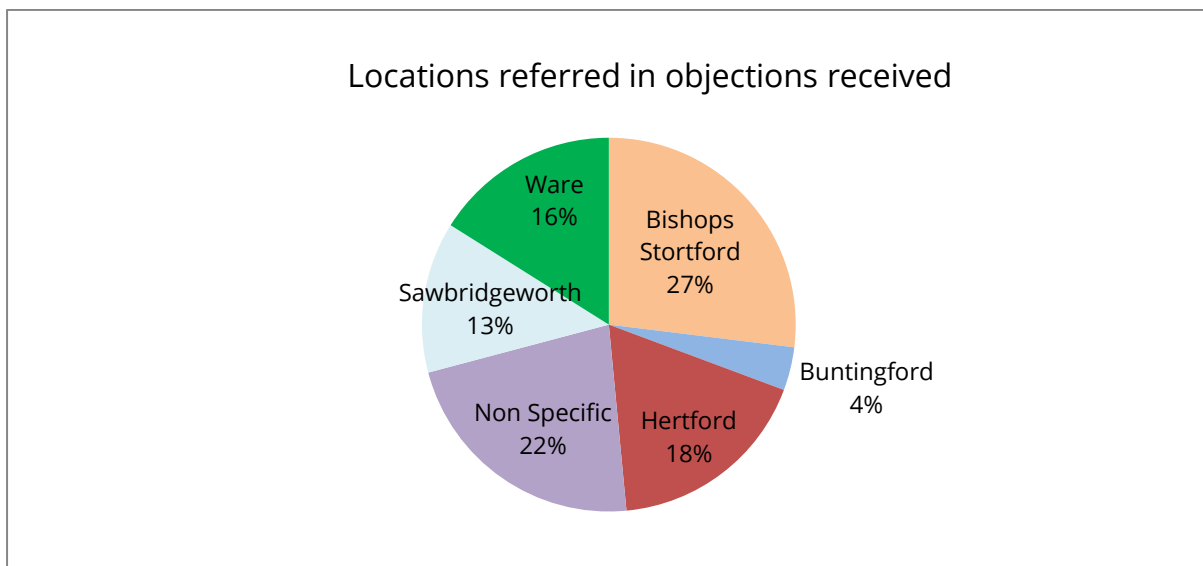 Locations referred in objections received
Ware
16%
Bishops
Stortford
27%
Sawbridgeworth
13%
Buntingford
4%
Non Specific
22%
Hertford
18%